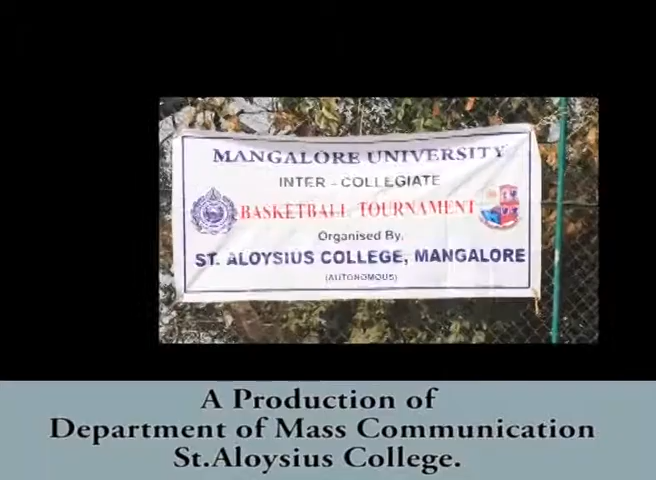 MANGALORE UNIVERSITY
INTER - COLLEGIATE
BASKETBALL TOURNAMENT
Organised By.
ST. ALOYSIUS COLLEGE, MANGALORE
(AUTONOMOUS)
A Production of
Department of Mass Communication
St.Aloysius College.